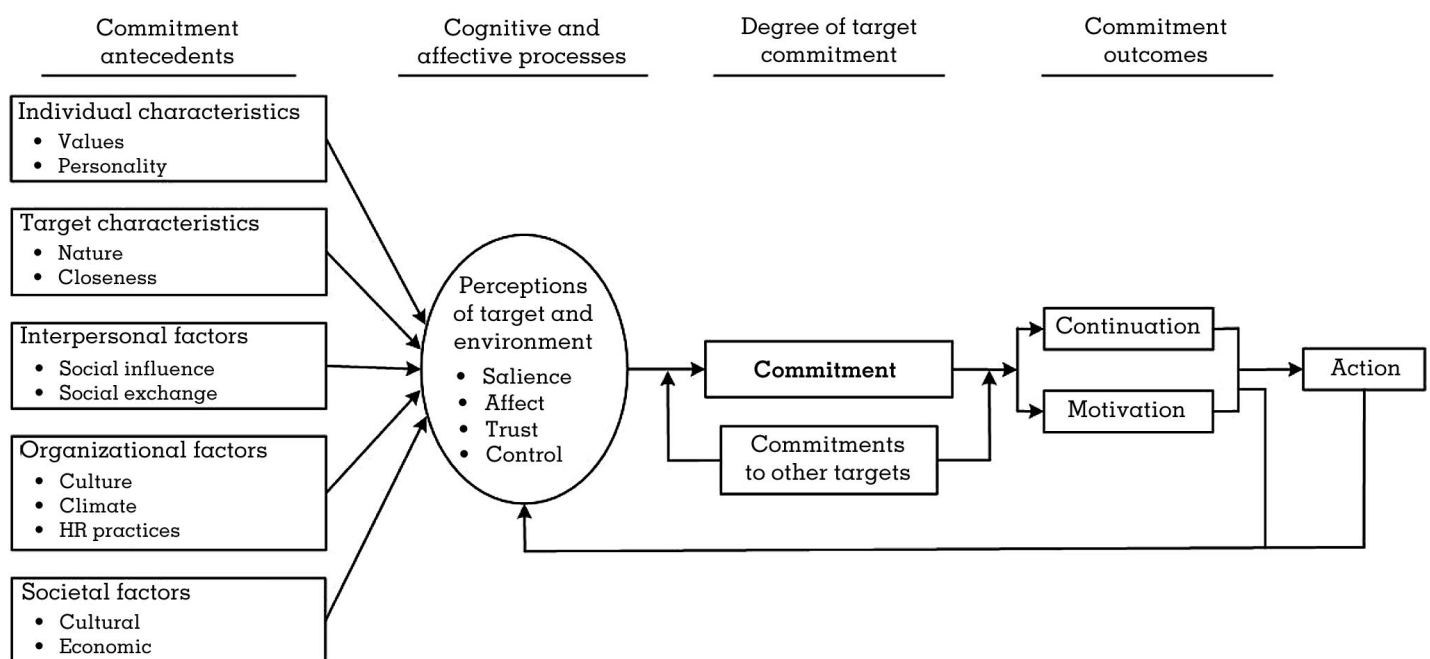 Commitment
antecedents
Cognitive and
affective processes
Degree of target
commitment
Commitment
outcomes
Individual characteristics
• Values
• Personality
Target characteristics
• Nature
• Closeness
Interpersonal factors
• Social influence
• Social exchange
Organizational factors
• Culture
• Climate
• HR practices
Societal factors
• Cultural
• Economic
Perceptions
of target and
environment
• Salience
• Affect
• Trust
• Control
Commitment
Commitments
to other targets
Continuation
Motivation
Action